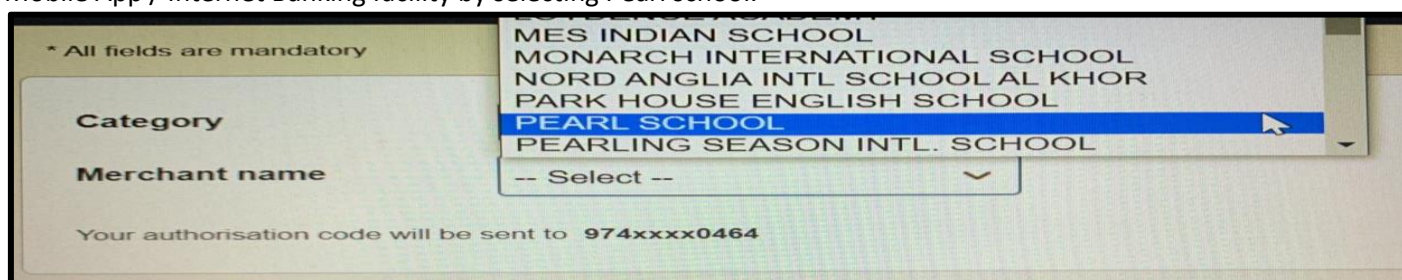 Mobile App / Internet Banking facility by selecting Pearl school.
LOYDENCE ACADEMY
* All fields are mandatory
MES INDIAN SCHOOL
MONARCH INTERNATIONAL SCHOOL
NORD ANGLIA INTL SCHOOL AL KHOR
PARK HOUSE ENGLISH SCHOOL
Category
PEARL SCHOOL
PEARLING SEASON INTL. SCHOOL
Merchant name
-- Select --
Your authorisation code will be sent to 974xxxx0464